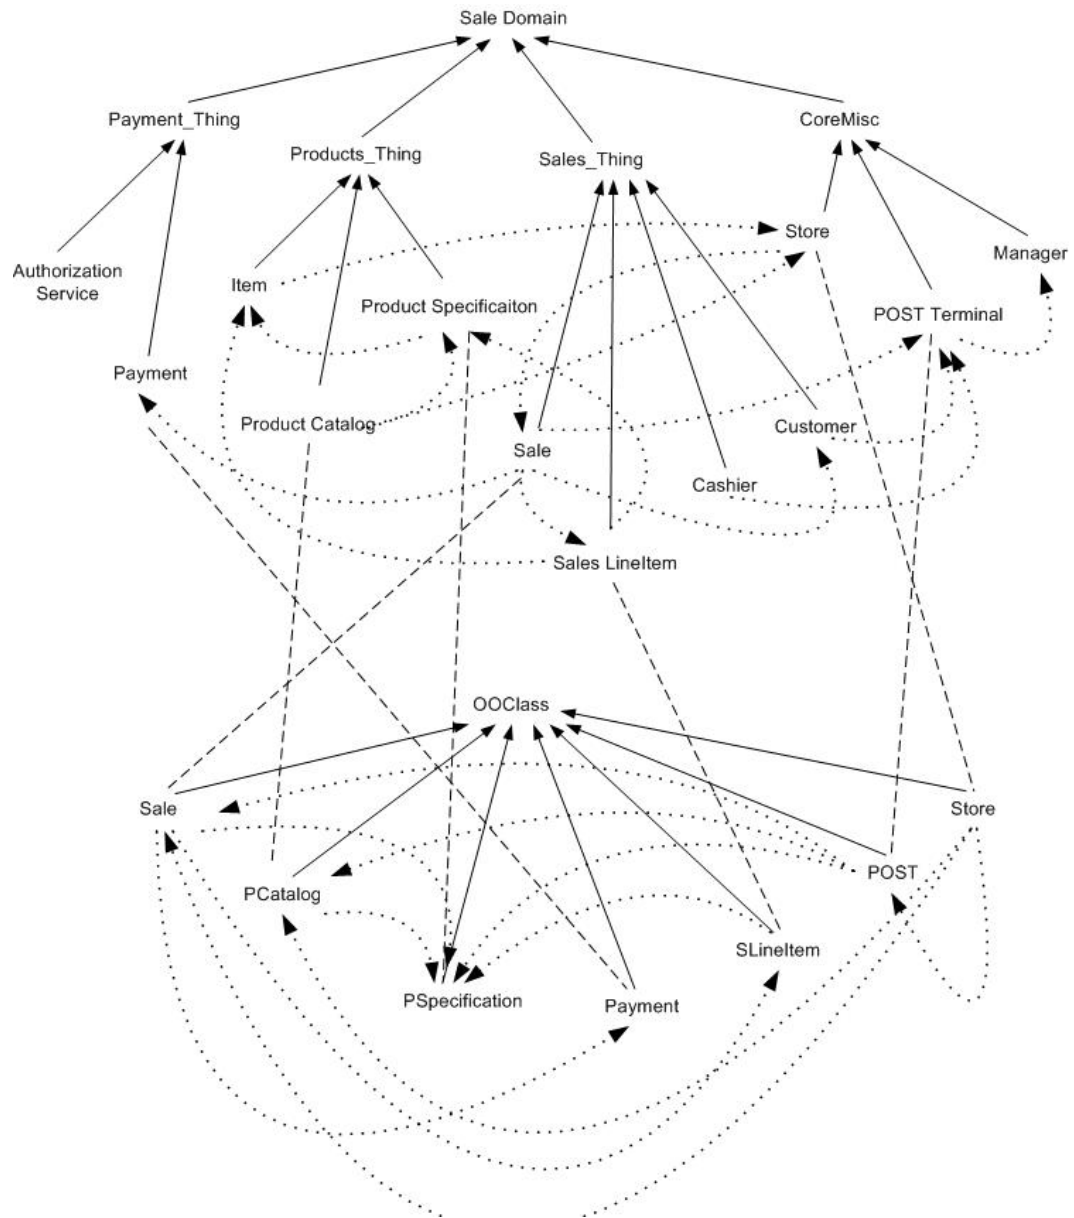 Sale Domain
Payment_Thing
CoreMisc
Products_Thing
Sales_Thing
Store
Manager
Authorization
Service
Item
Product Specificaiton
POST Terminal
Payment
Product Catalog
Customer
Sale
Cashier
Sales LineItem
OOClass
Sale
Store
POST
PCatalog
SLineItem
PSpecification
Payment